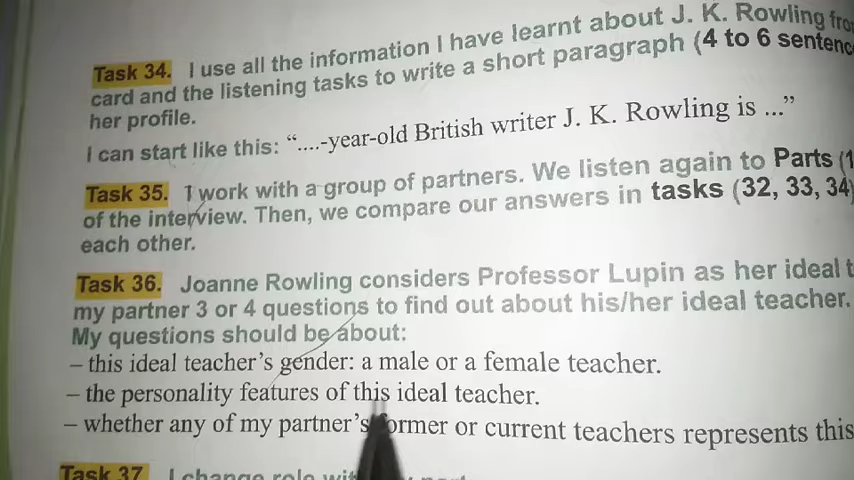 Task 34. I use all the information I have learnt about J. K. Rowling from
card and the listening tasks to write a short paragraph (4 to 6 sentenc
her profile.
I can start like this: “....-year-old British writer J. K. Rowling is ...”
Task 35. I work with a group of partners. We listen again to Parts (1
of the interview. Then, we compare our answers in tasks (32, 33, 34)
each other.
Task 36. Joanne Rowling considers Professor Lupin as her ideal t
my partner 3 or 4 questions to find out about his/her ideal teacher.
My questions should be about:
– this ideal teacher’s gender: a male or a female teacher.
– the personality features of this ideal teacher.
– whether any of my partner’s former or current teachers represents this
Task 37 I change role with